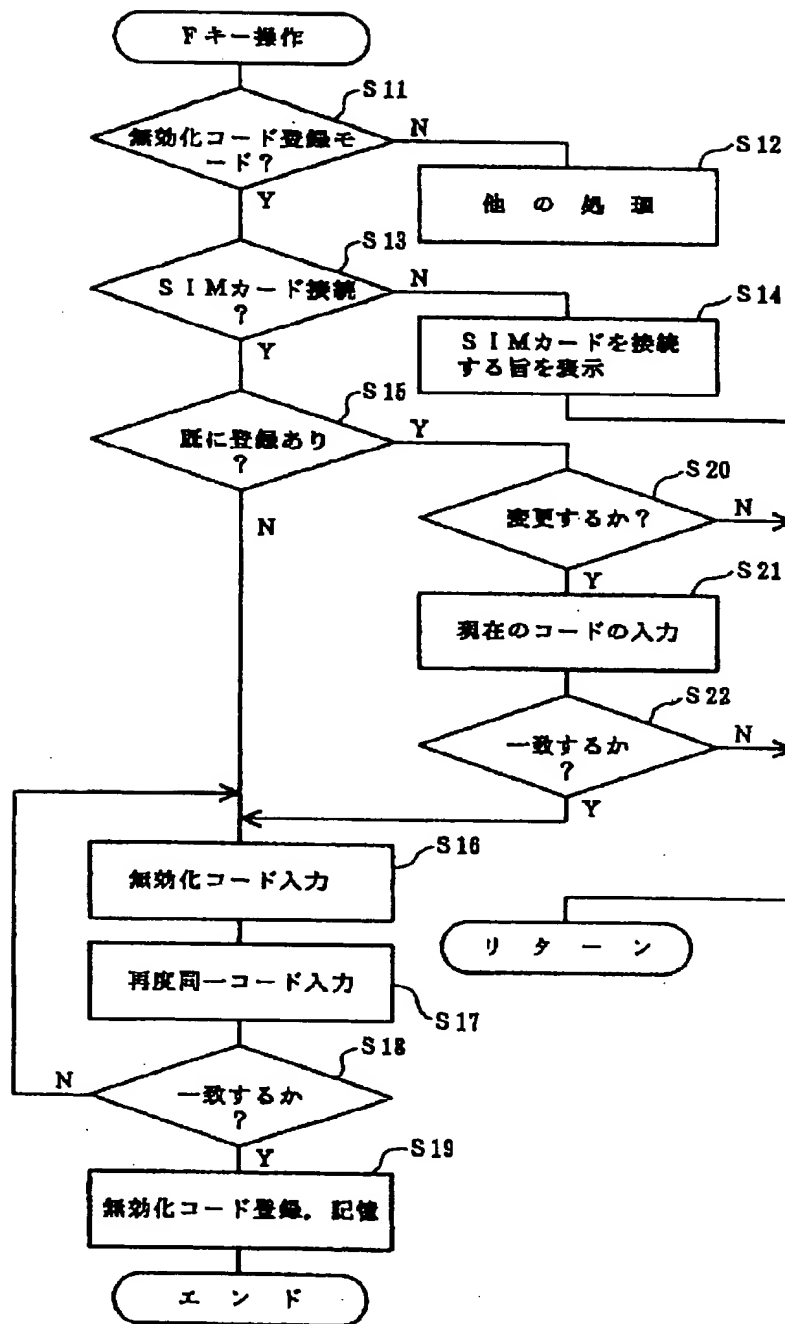 Fキー操作
S11
無効化コード登録モ
ード?
N
Y
S12
他の処理
S13
SIMカード接続
?
N
Y
S14
SIMカードを接続
する旨を表示
S15
既に登録あり
?
Y
N
S20
変更するか?
N
Y
S21
現在のコードの入力
S22
一致するか
?
N
Y
S16
無効化コード入力
再度同一コード入力
S17
リターン
S18
一致するか
?
N
Y
S19
無効化コード登録,記憶
エンド